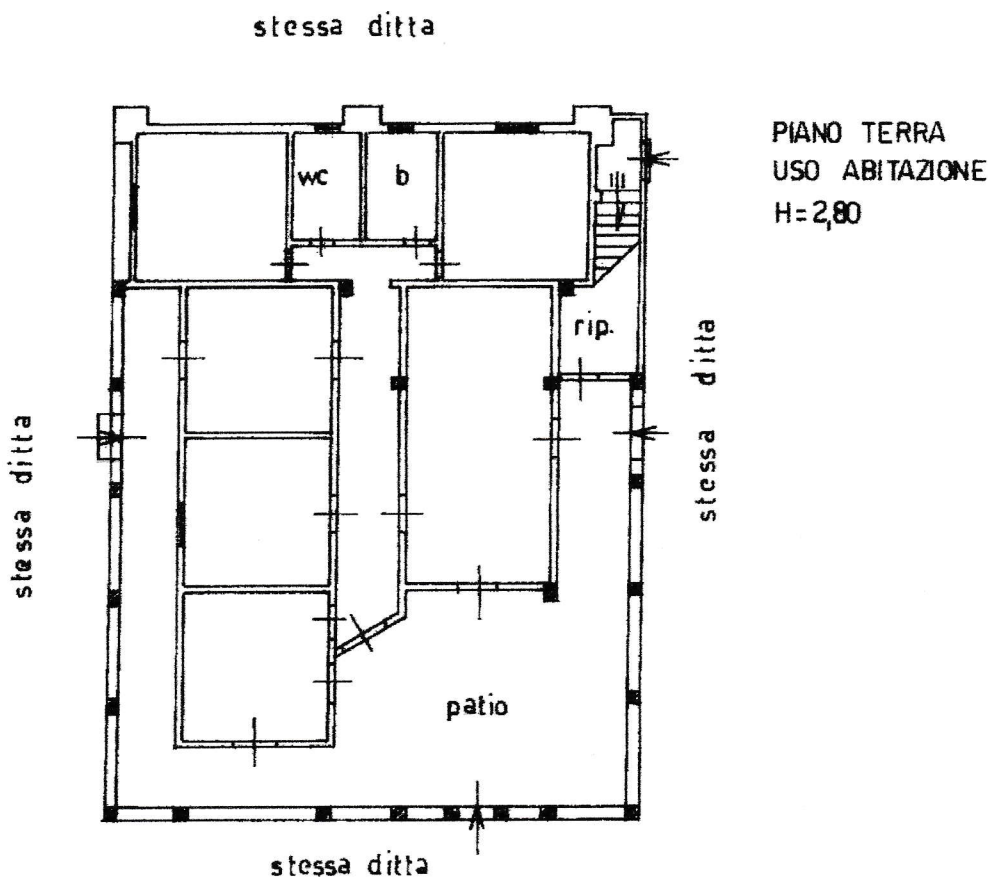 stessa ditta
PIANO TERRA
USO ABITAZIONE
H=2,80
wc
b
rip.
stessa ditta
stessa ditta
patio
stessa ditta